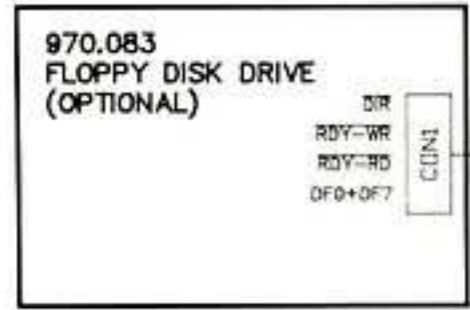 970.083
FLOPPY DISK DRIVE
(OPTIONAL)
DIR
RDY-WR
RDY-RD
DF0+DF7
CON1